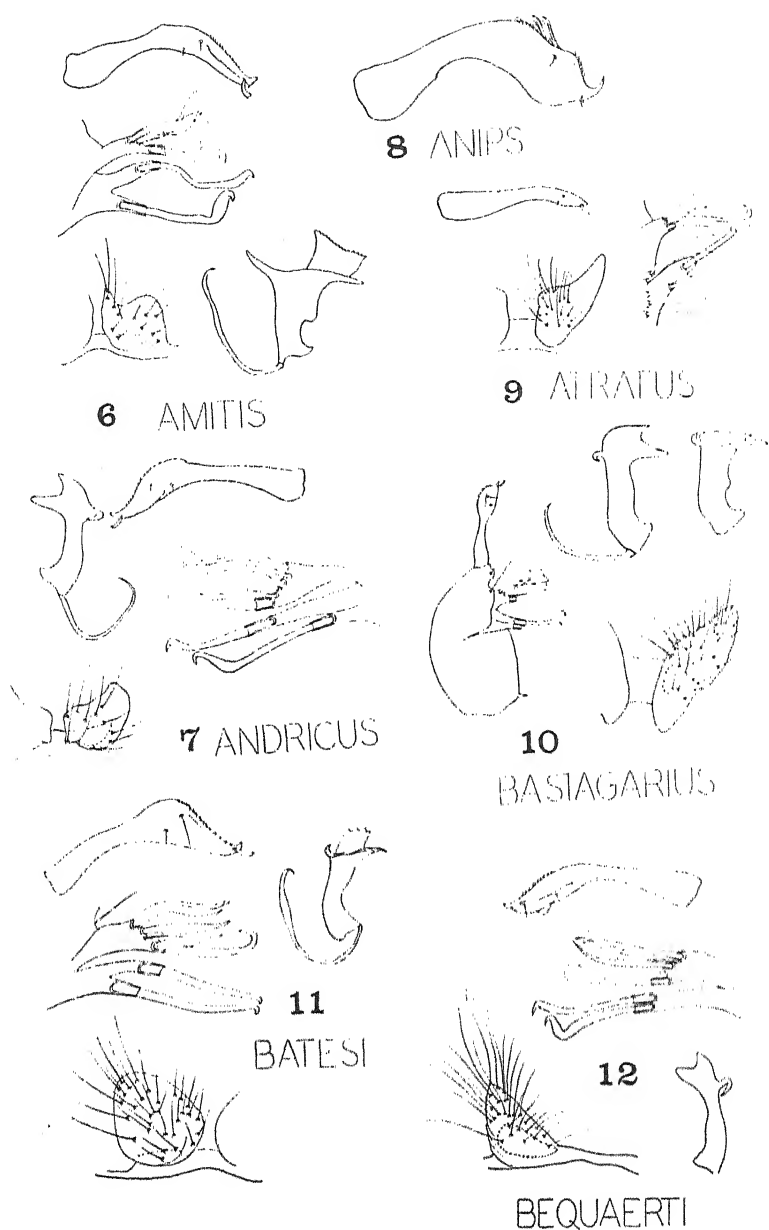 8 ANIPS
6 AMITIS
9 ATRATUS
7 ANDRICUS
10
BASTAGARIUS
11
BATESI
12
BEQUAERTI